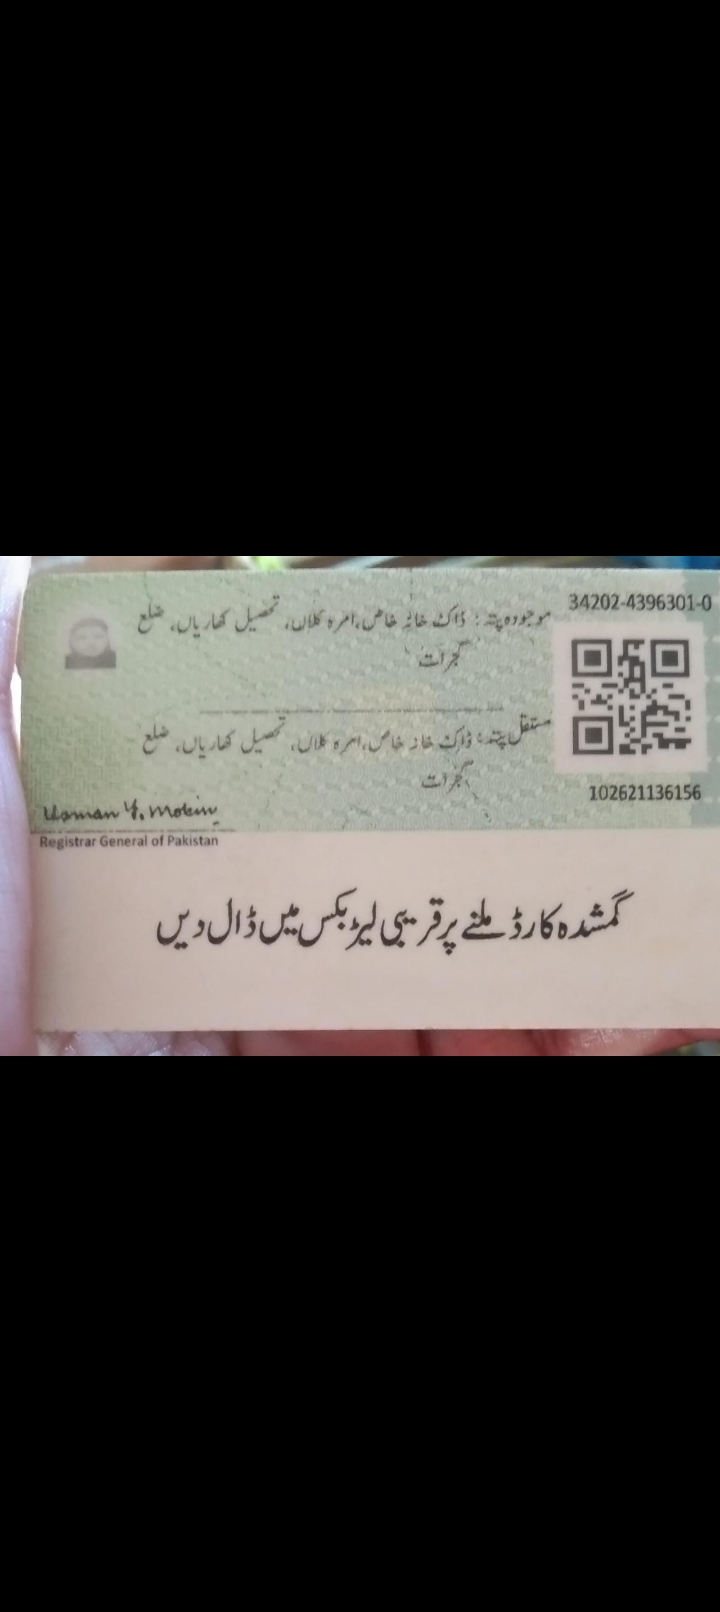 34202-4396301-0
موجودہ پتہ: ڈاک خانہ خاص، امرہ کلاں، تحصیل کھاریاں، ضلع
گجرات
مستقل پتہ: ڈاک خانہ خاص، امرہ کلاں، تحصیل کھاریاں، ضلع
گجرات
102621136156
Usman Y. Mobin
Registrar General of Pakistan
گمشدہ کارڈ ملنے پر قریبی لیٹر بکس میں ڈال دیں